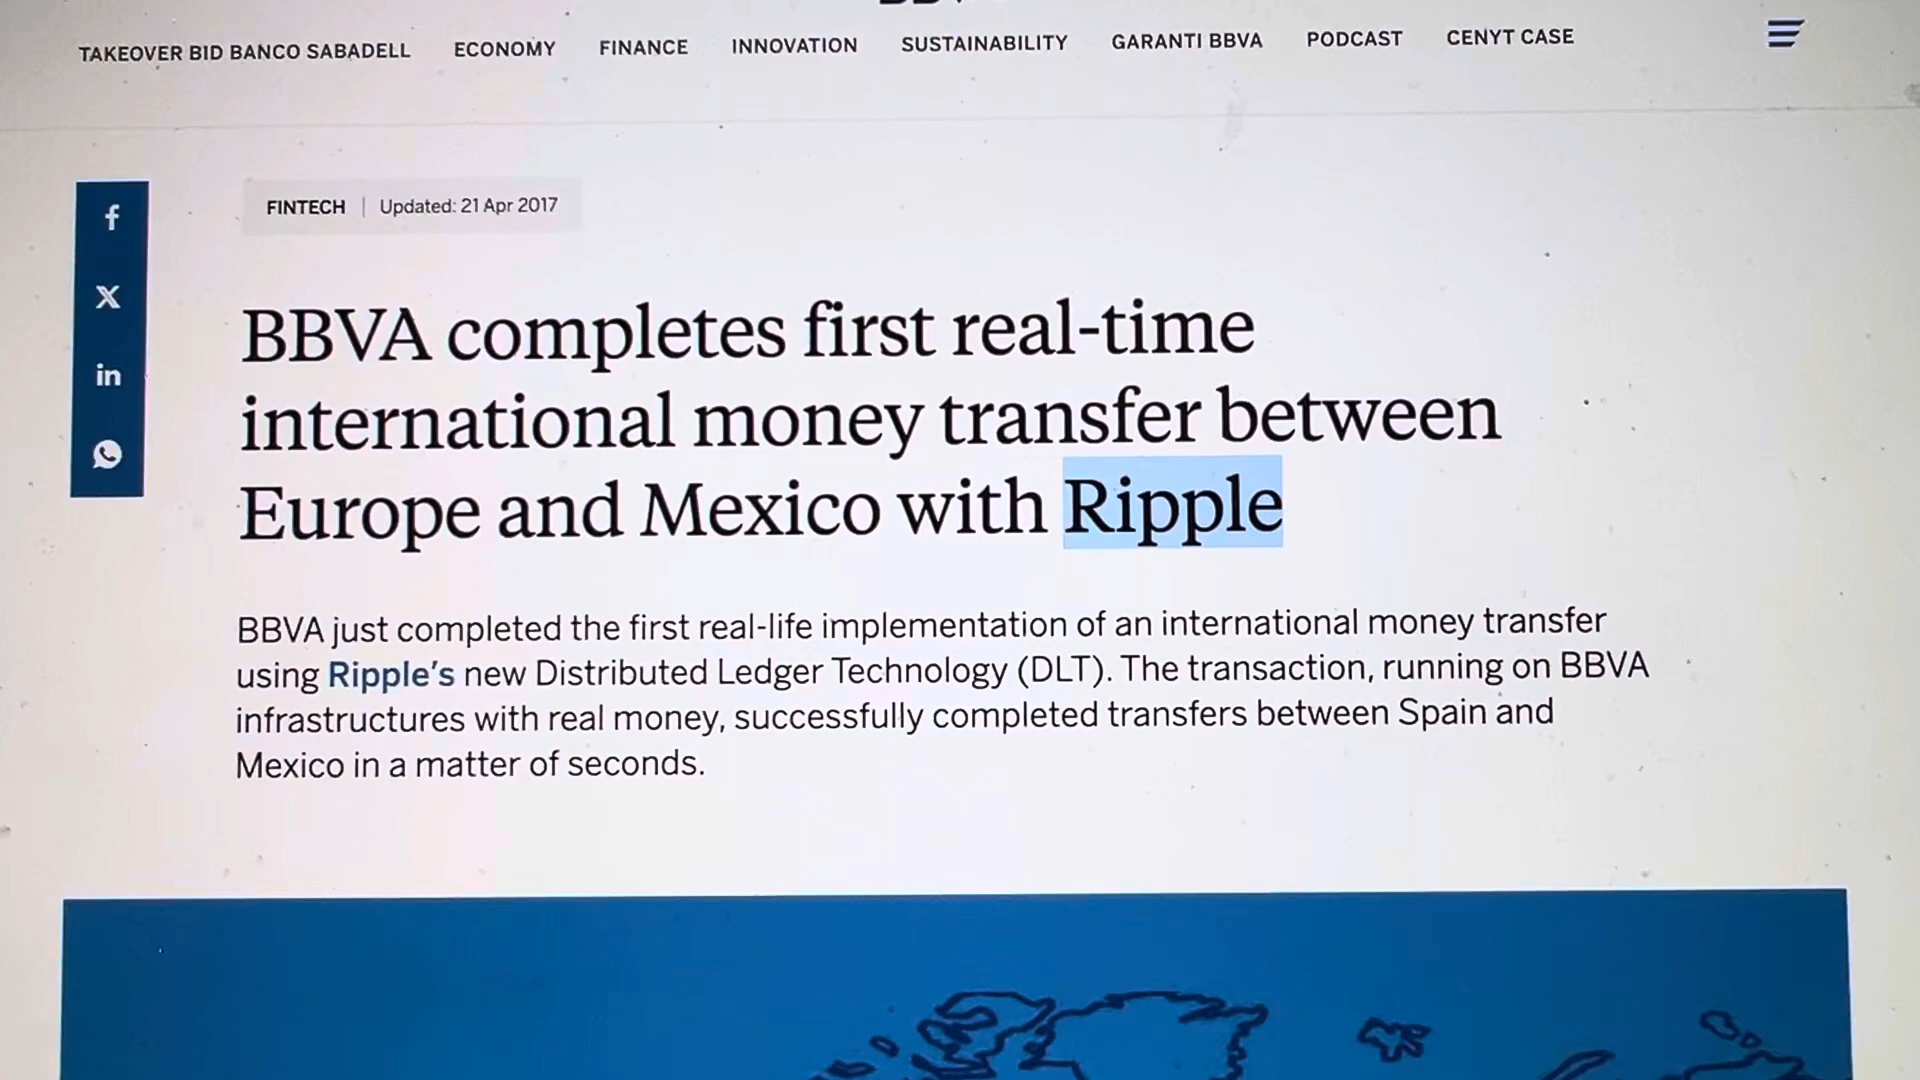 TAKEOVER BID BANCO SABADELL ECONOMY FINANCE INNOVATION SUSTAINABILITY GARANTI BBVA PODCAST CENYT CASE
FINTECH | Updated: 21 Apr 2017
BBVA completes first real-time
international money transfer between
Europe and Mexico with Ripple
BBVA just completed the first real-life implementation of an international money transfer
using Ripple's new Distributed Ledger Technology (DLT). The transaction, running on BBVA
infrastructures with real money, successfully completed transfers between Spain and
Mexico in a matter of seconds.